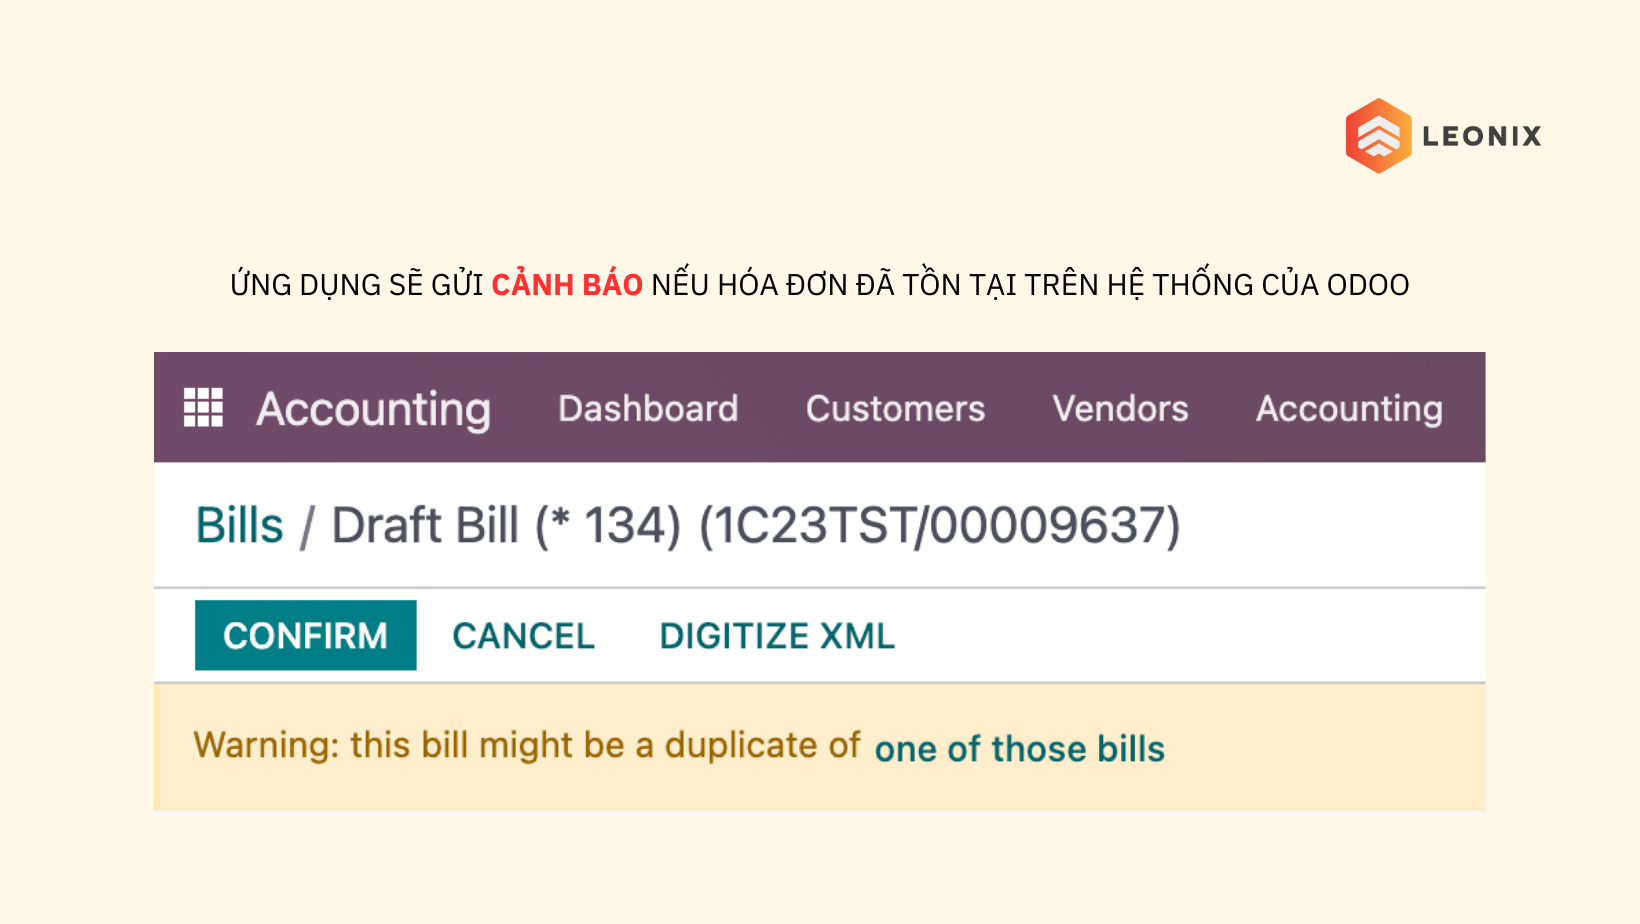 LEONIX
ỨNG DỤNG SẼ GỬI CẢNH BÁO NẾU HÓA ĐƠN ĐÃ TỒN TẠI TRÊN HỆ THỐNG CỦA ODOO
Accounting Dashboard Customers Vendors Accounting
Bills / Draft Bill (* 134) (1C23TST/00009637)
CONFIRM CANCEL DIGITIZE XML
Warning: this bill might be a duplicate of one of those bills